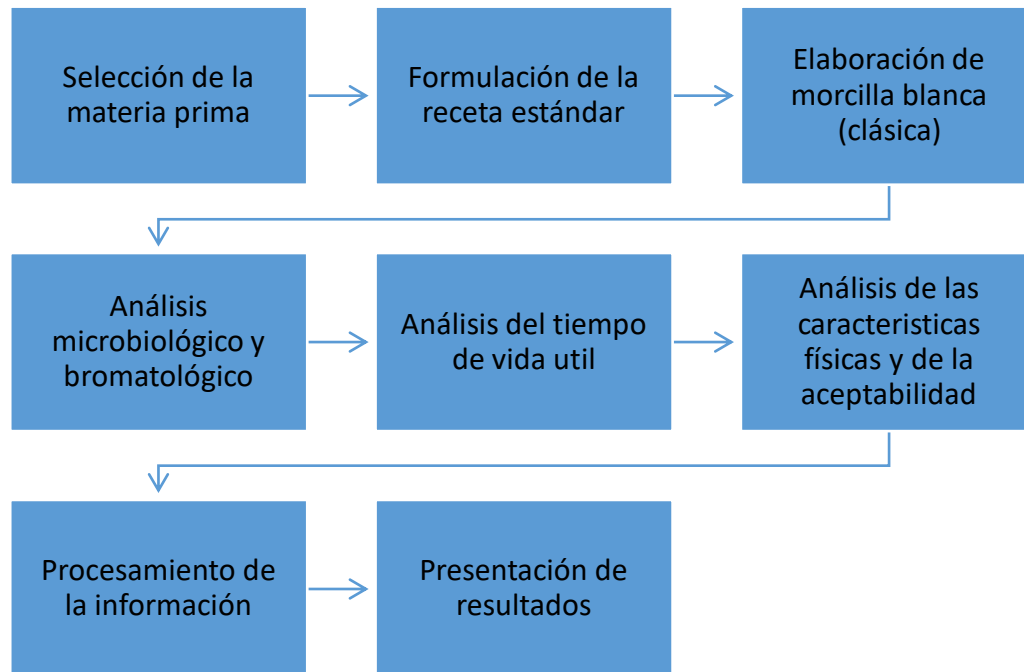 Selección de la
materia prima
Formulación de la
receta estándar
Elaboración de
morcilla blanca
(clásica)
Análisis
microbiológico y
bromatológico
Análisis del tiempo
de vida util
Análisis de las
caracteristicas
físicas y de la
aceptabilidad
Procesamiento de
la información
Presentación de
resultados